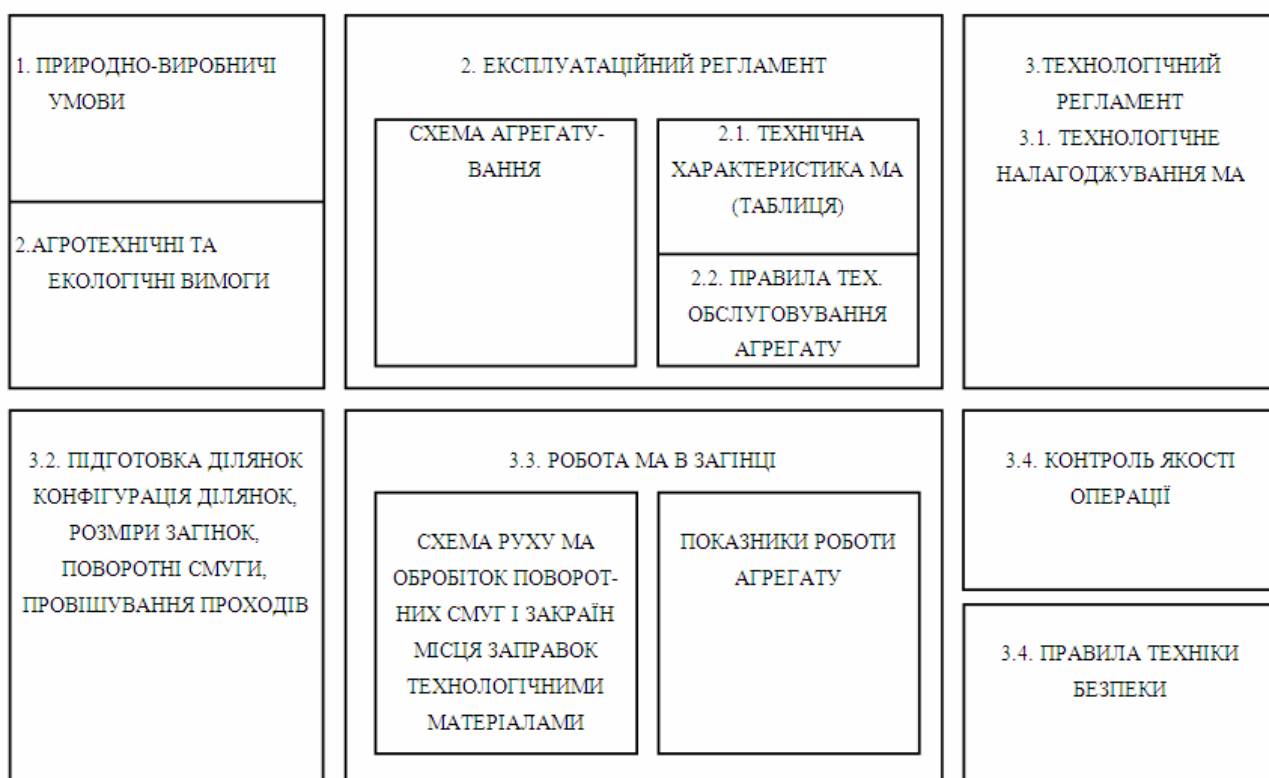 1. ПРИРОДНО-ВИРОБНИЧІ
УМОВИ
2.АГРОТЕХНІЧНІ ТА
ЕКОЛОГІЧНІ ВИМОГИ
2. ЕКСПЛУАТАЦІЙНИЙ РЕГЛАМЕНТ
СХЕМА АГРЕГАТУ-
ВАННЯ
2.1. ТЕХНІЧНА
ХАРАКТЕРИСТИКА МА
(ТАБЛИЦЯ)
2.2. ПРАВИЛА ТЕХ.
ОБСЛУГОВУВАННЯ
АГРЕГАТУ
3.ТЕХНОЛОГІЧНИЙ
РЕГЛАМЕНТ
3.1. ТЕХНОЛОГІЧНЕ
НАЛАГОДЖУВАННЯ МА
3.2. ПІДГОТОВКА ДІЛЯНОК
КОНФІГУРАЦІЯ ДІЛЯНОК,
РОЗМІРИ ЗАГІНОК,
ПОВОРОТНІ СМУГИ,
ПРОВІШУВАННЯ ПРОХОДІВ
3.3. РОБОТА МА В ЗАГІНЦІ
СХЕМА РУХУ МА
ОБРОБІТОК ПОВОРОТ-
НИХ СМУГ І ЗАКРАЇН
МІСЦЯ ЗАПРАВОК
ТЕХНОЛОГІЧНИМИ
МАТЕРІАЛАМИ
ПОКАЗНИКИ РОБОТИ
АГРЕГАТУ
3.4. КОНТРОЛЬ ЯКОСТІ
ОПЕРАЦІЇ
3.4. ПРАВИЛА ТЕХНІКИ
БЕЗПЕКИ